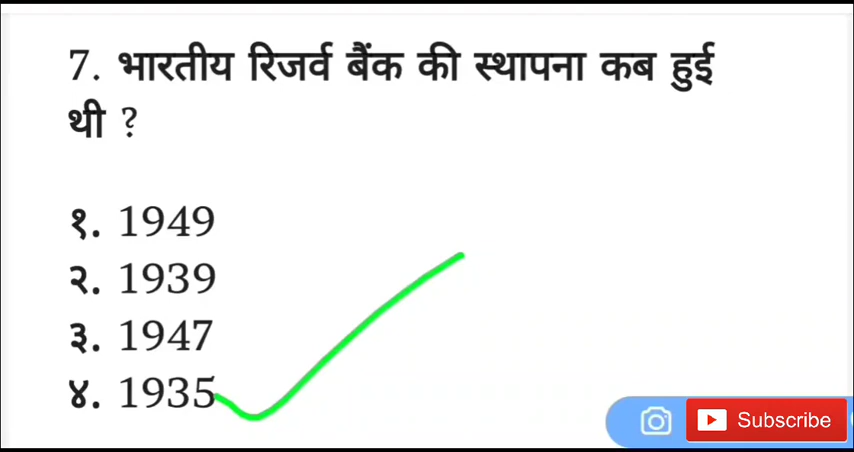 7. भारतीय रिजर्व बैंक की स्थापना कब हुई
थी ?
१. 1949
२. 1939
३. 1947
४. 1935
Subscribe